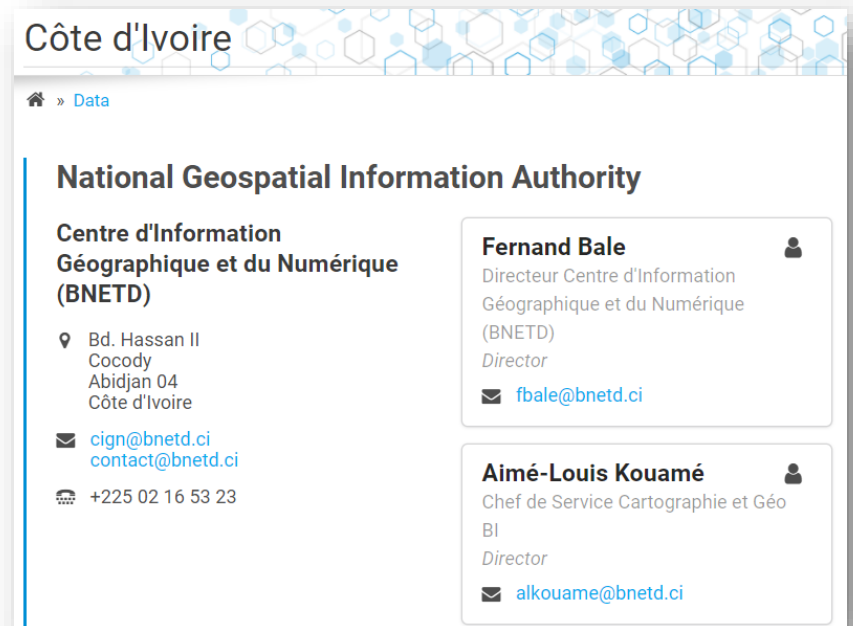 Côte d'Ivoire
» Data
National Geospatial Information Authority
Centre d'Information
Géographique et du Numérique
(BNETD)
Bd. Hassan II
Cocody
Abidjan 04
Côte d'Ivoire
cign@bnetd.ci
contact@bnetd.ci
+225 02 16 53 23
Fernand Bale
Directeur Centre d'Information
Géographique et du Numérique
(BNETD)
Director
fbale@bnetd.ci
Aimé-Louis Kouamé
Chef de Service Cartographie et Géo
BI
Director
alkouame@bnetd.ci